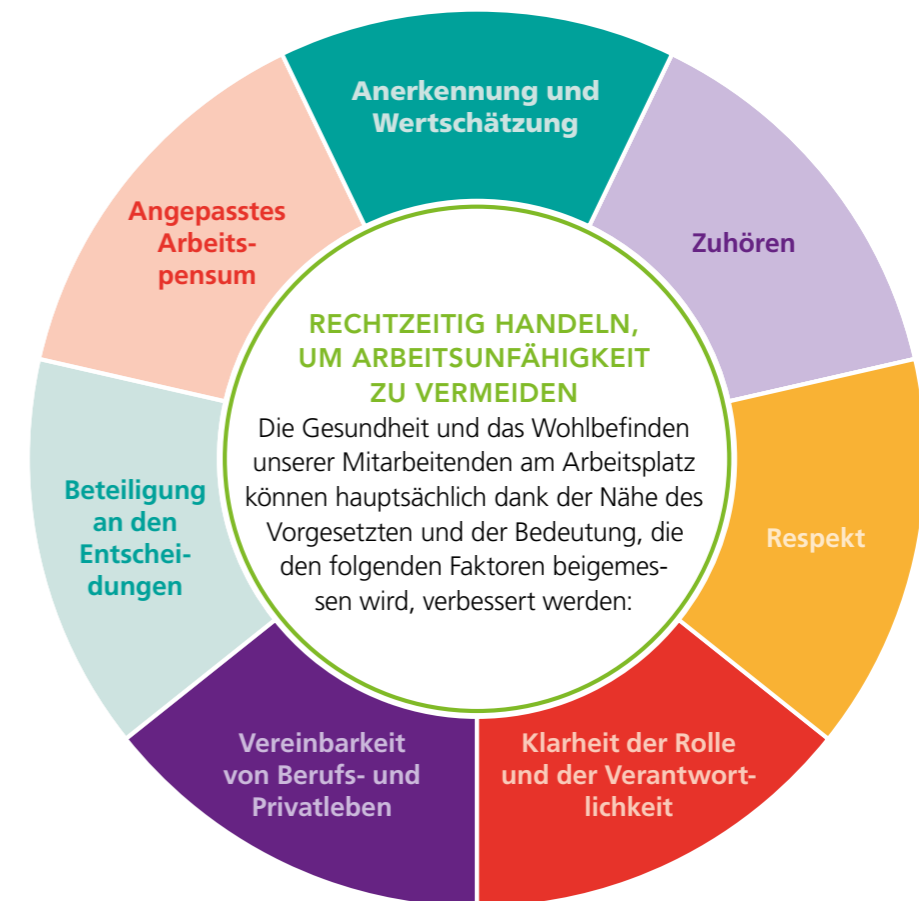 Anerkennung und
Wertschätzung
Zuhören
Respekt
Klarheit der Rolle
und der Verantwort-
lichkeit
Vereinbarkeit
von Berufs- und
Privatleben
Beteiligung
an den
Entschei-
dungen
Angepasstes
Arbeits-
pensum
RECHTZEITIG HANDELN,
UM ARBEITSUNFÄHIGKEIT
ZU VERMEIDEN
Die Gesundheit und das Wohlbefinden
unserer Mitarbeitenden am Arbeitsplatz
können hauptsächlich dank der Nähe des
Vorgesetzten und der Bedeutung, die
den folgenden Faktoren beigemes-
sen wird, verbessert werden: